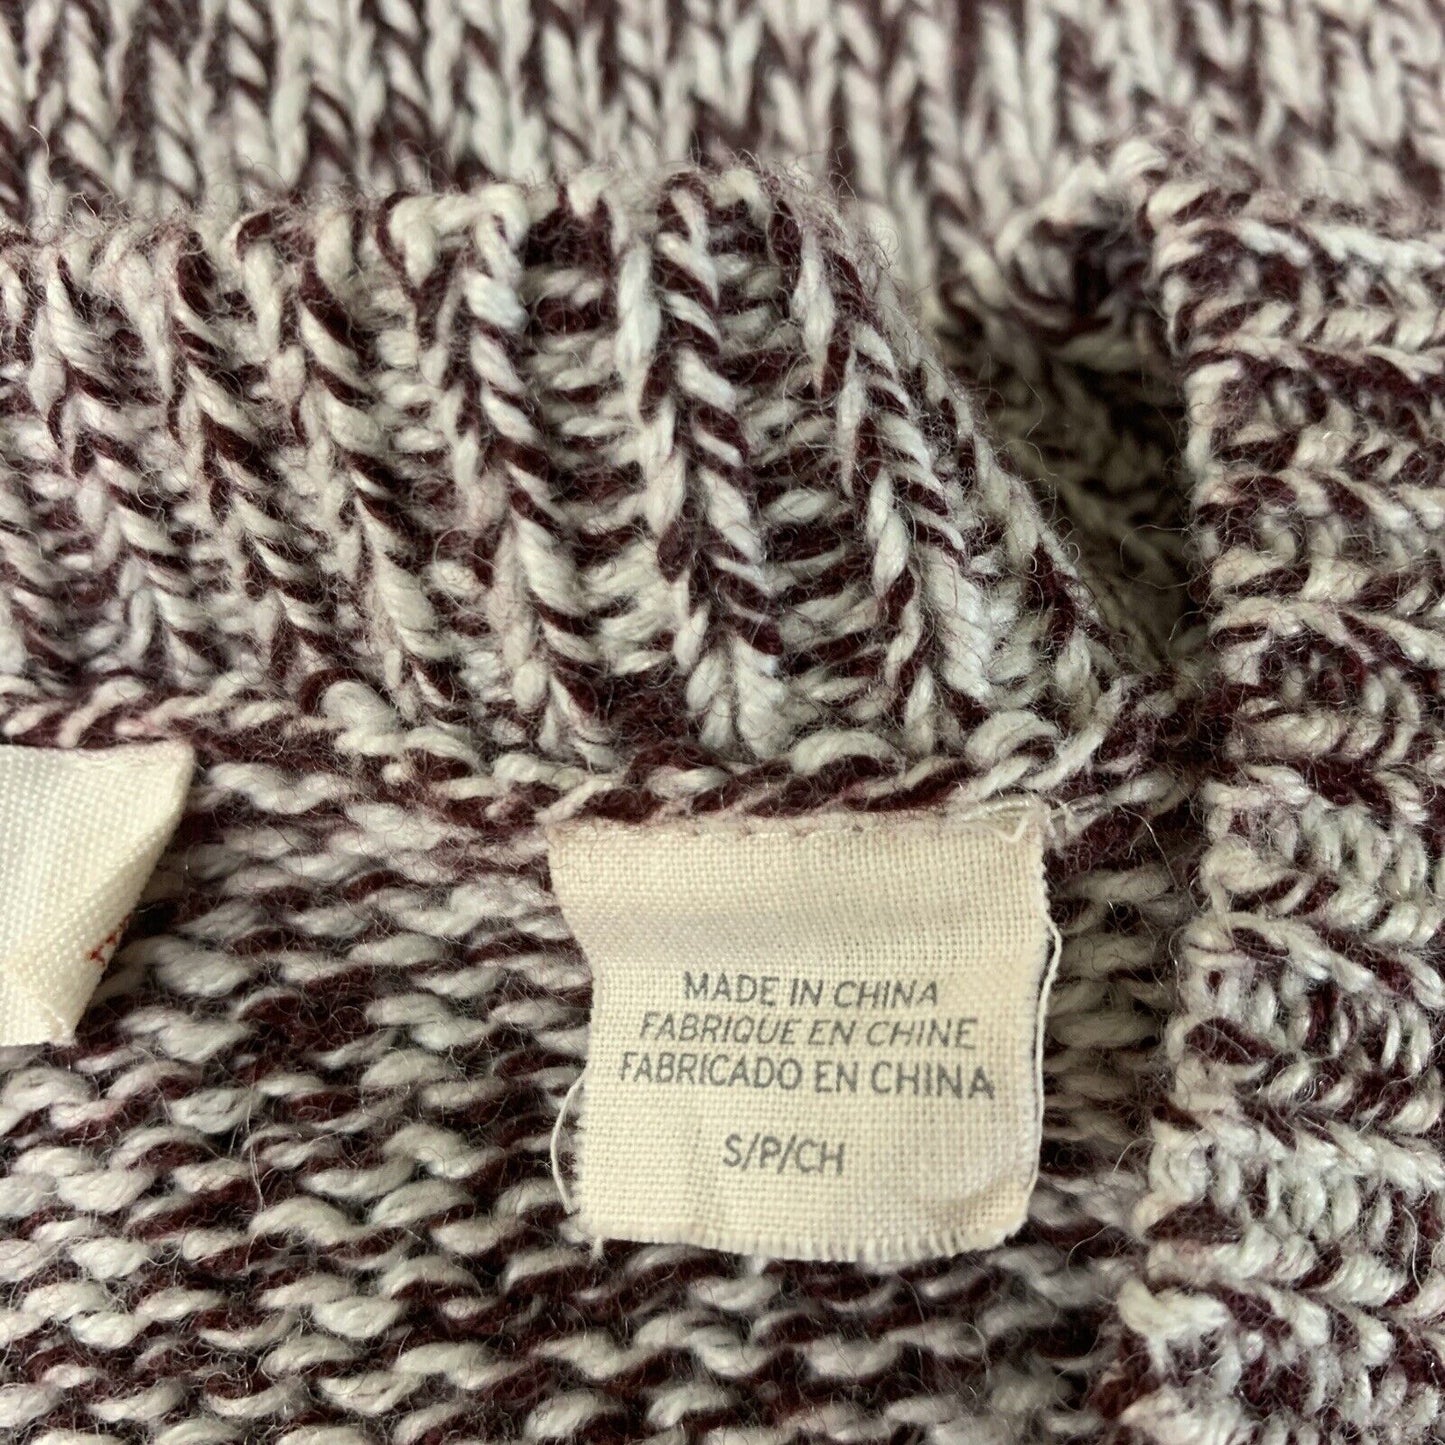 MADE IN CHINA
FABRIQUE EN CHINE
FABRICADO EN CHINA
S/P/CH